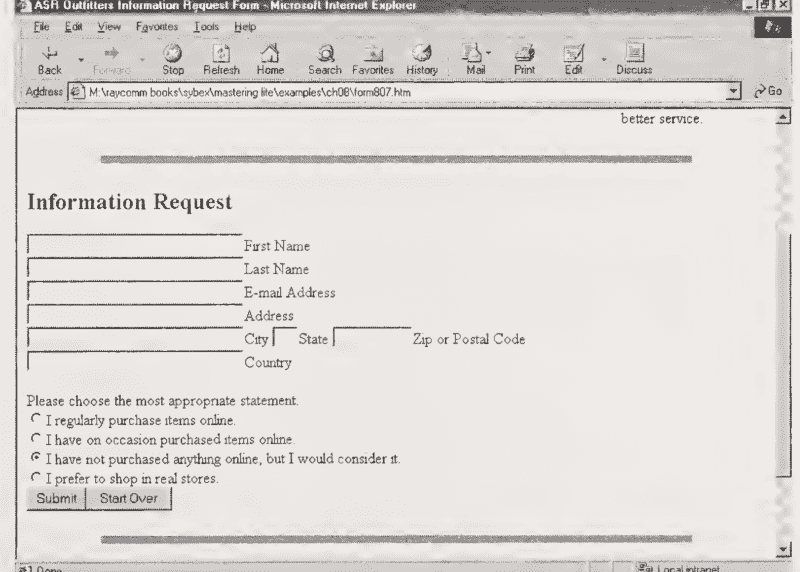 ASR Outfitters Information Request Form - Microsoft Internet Explorer
File Edit View Favorites Tools Help
Back Forward Stop Refresh Home Search Favorites History Mail Print Edit Discuss
Address M:\raycomm books\sybex\mastering lite\examples\ch08\form807.htm Go
better service.
Information Request
First Name
Last Name
E-mail Address
Address
City State Zip or Postal Code
Country
Please choose the most appropriate statement.
I regularly purchase items online.
I have on occasion purchased items online.
I have not purchased anything online, but I would consider it.
I prefer to shop in real stores.
Submit Start Over
Done Local intranet